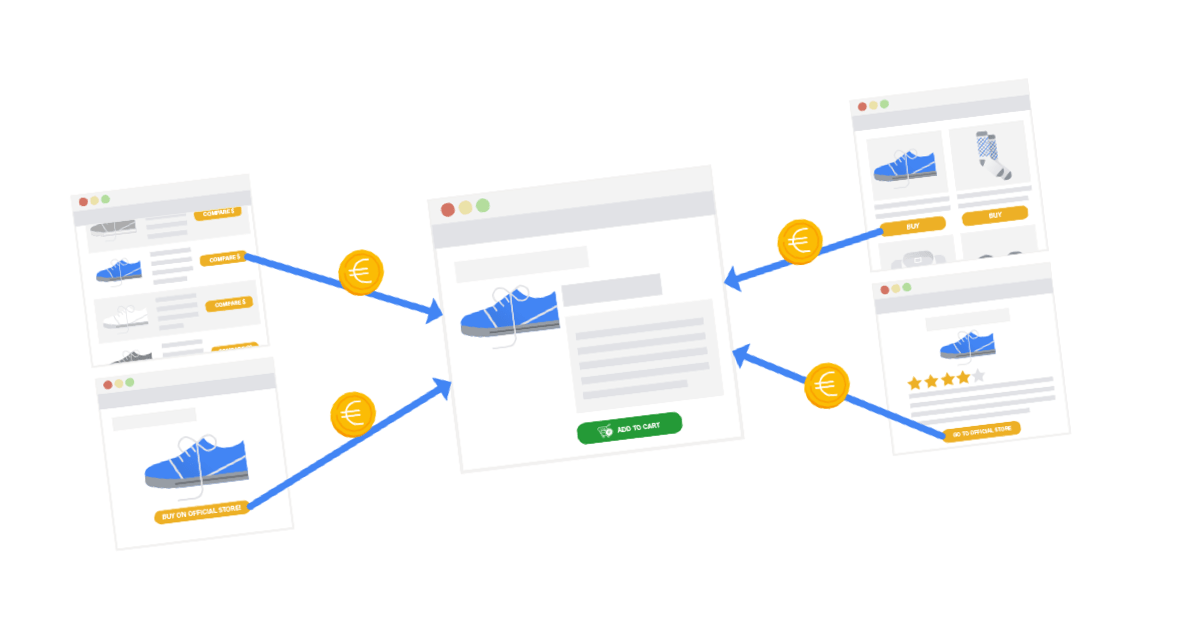 COMPARE $
COMPARE $
COMPARE $
BUY ON OFFICIAL STORE!
ADD TO CART
BUY
BUY
GO TO OFFICIAL STORE